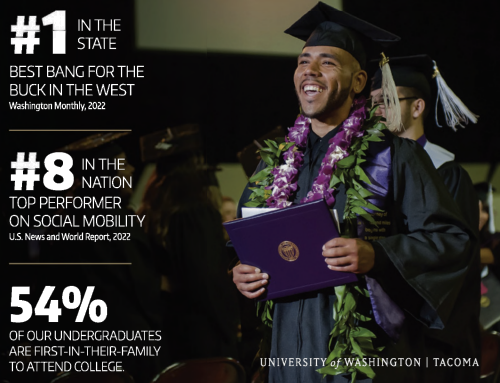 #1 IN THE
STATE
BEST BANG FOR THE
BUCK IN THE WEST
Washington Monthly, 2022
#8 IN THE
NATION
TOP PERFORMER
ON SOCIAL MOBILITY
U.S. News and World Report, 2022
54%
OF OUR UNDERGRADUATES
ARE FIRST-IN-THEIR-FAMILY
TO ATTEND COLLEGE.
UNIVERSITY of WASHINGTON | TACOMA